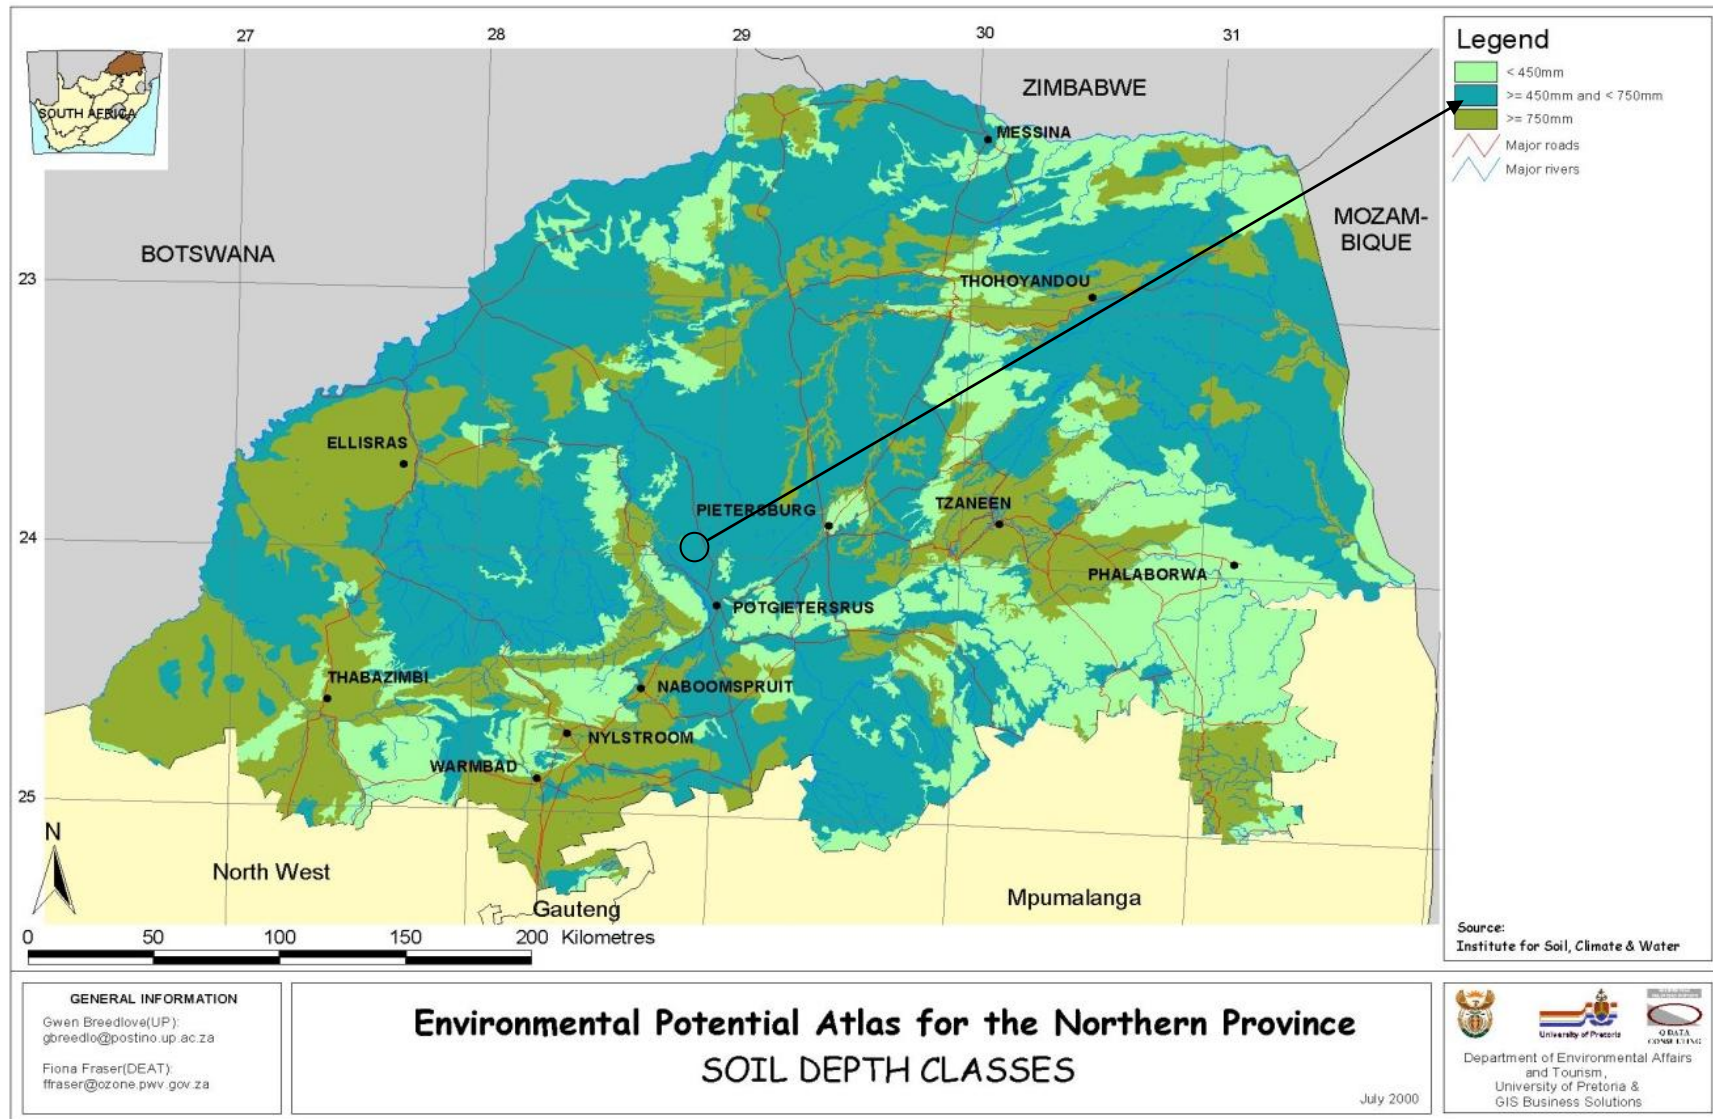 27
28
29
30
31
Legend
< 450mm
>= 450mm and < 750mm
>= 750mm
Major roads
Major rivers
SOUTH AFRICA
ZIMBABWE
MESSINA
MOZAM-
BIQUE
BOTSWANA
23
THOHOYANDOU
ELLISRAS
PIETERSBURG
TZANEEN
24
PHALABORWA
POTGIETERSRUS
THABAZIMBI
NABOOMSPRUIT
NYLSTROOM
WARMBAD
25
N
North West
Gauteng
Mpumalanga
0 50 100 150 200 Kilometres
Source:
Institute for Soil, Climate & Water
GENERAL INFORMATION
Gwen Breedlove(UP):
gbreedlo@postino.up.ac.za
Fiona Fraser(DEAT):
ffraser@ozone.pwv.gov.za
Environmental Potential Atlas for the Northern Province
SOIL DEPTH CLASSES
July 2000
University of Pretoria
Q DATA
CONSULTING
Department of Environmental Affairs
and Tourism,
University of Pretoria &
GIS Business Solutions